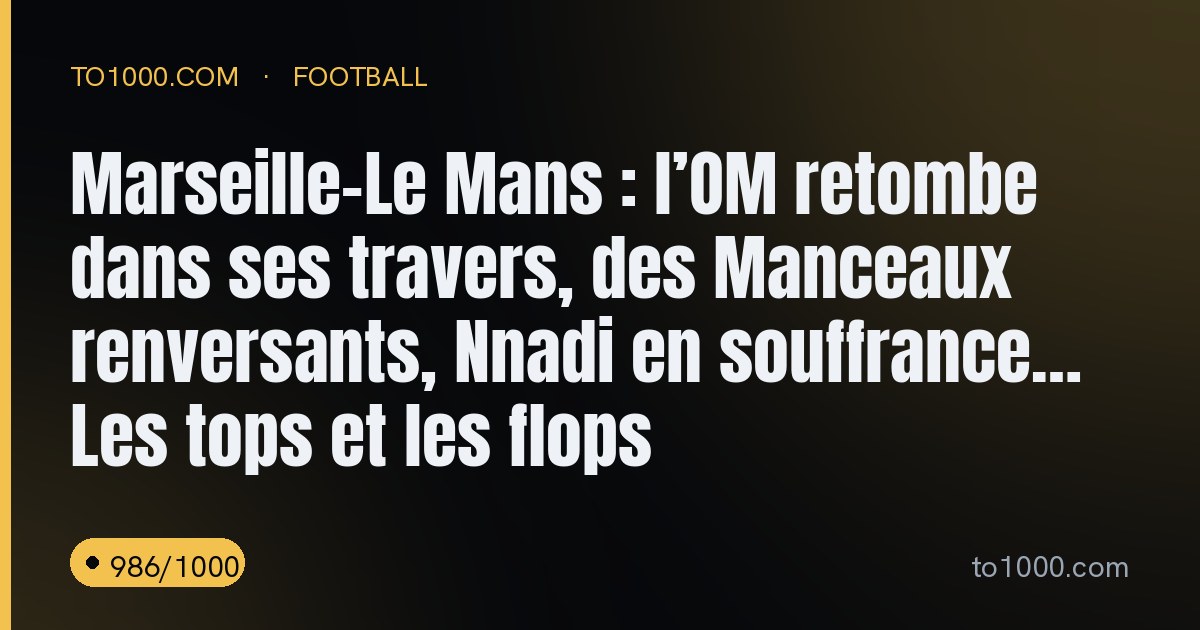 TO1000.COM · FOOTBALL
Marseille-Le Mans : l’OM retombe
dans ses travers, des Manceaux
renversants, Nnadi en souffrance…
Les tops et les flops
986/1000
to1000.com